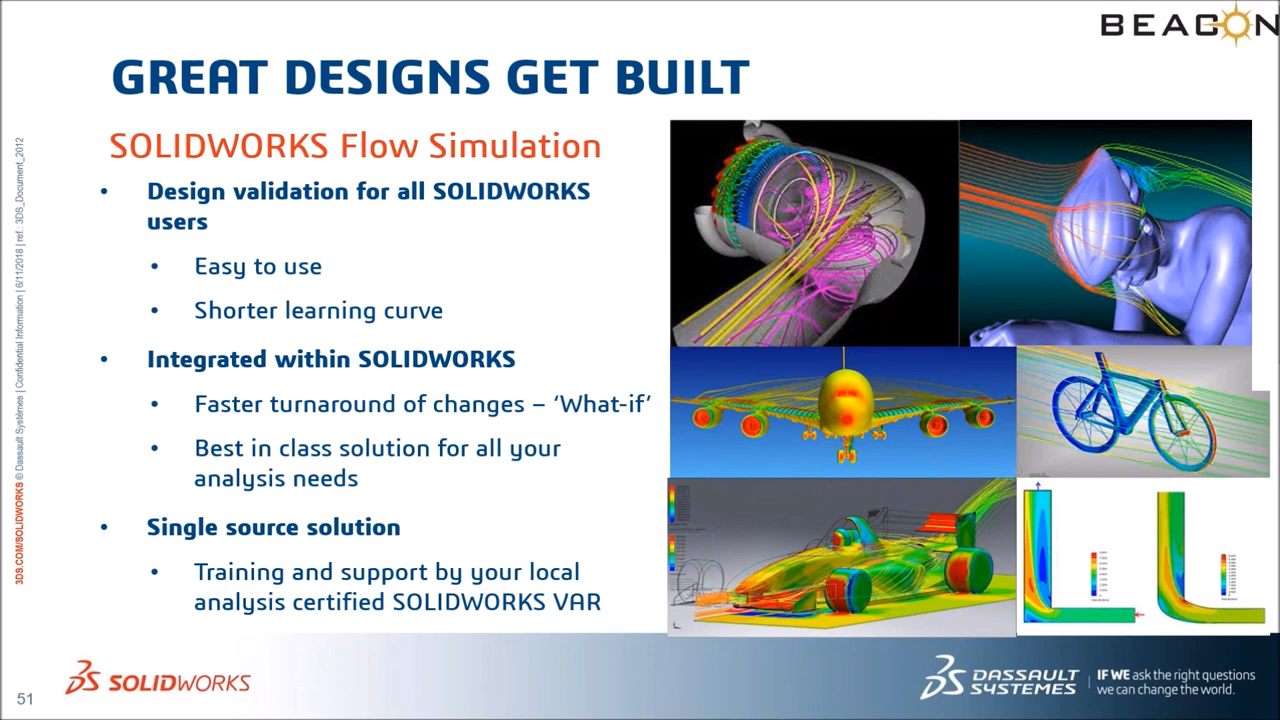 BEACON
GREAT DESIGNS GET BUILT
SOLIDWORKS Flow Simulation
• Design validation for all SOLIDWORKS
users
• Easy to use
• Shorter learning curve
• Integrated within SOLIDWORKS
• Faster turnaround of changes – ‘What-if’
• Best in class solution for all your
analysis needs
• Single source solution
• Training and support by your local
analysis certified SOLIDWORKS VAR
3DS.COM/SOLIDWORKS © Dassault Systèmes | Confidential Information | 6/11/2018 | ref.: 3DS_Document_2012
51
SOLIDWORKS
DASSAULT
SYSTEMES
IF WE ask the right questions
we can change the world.